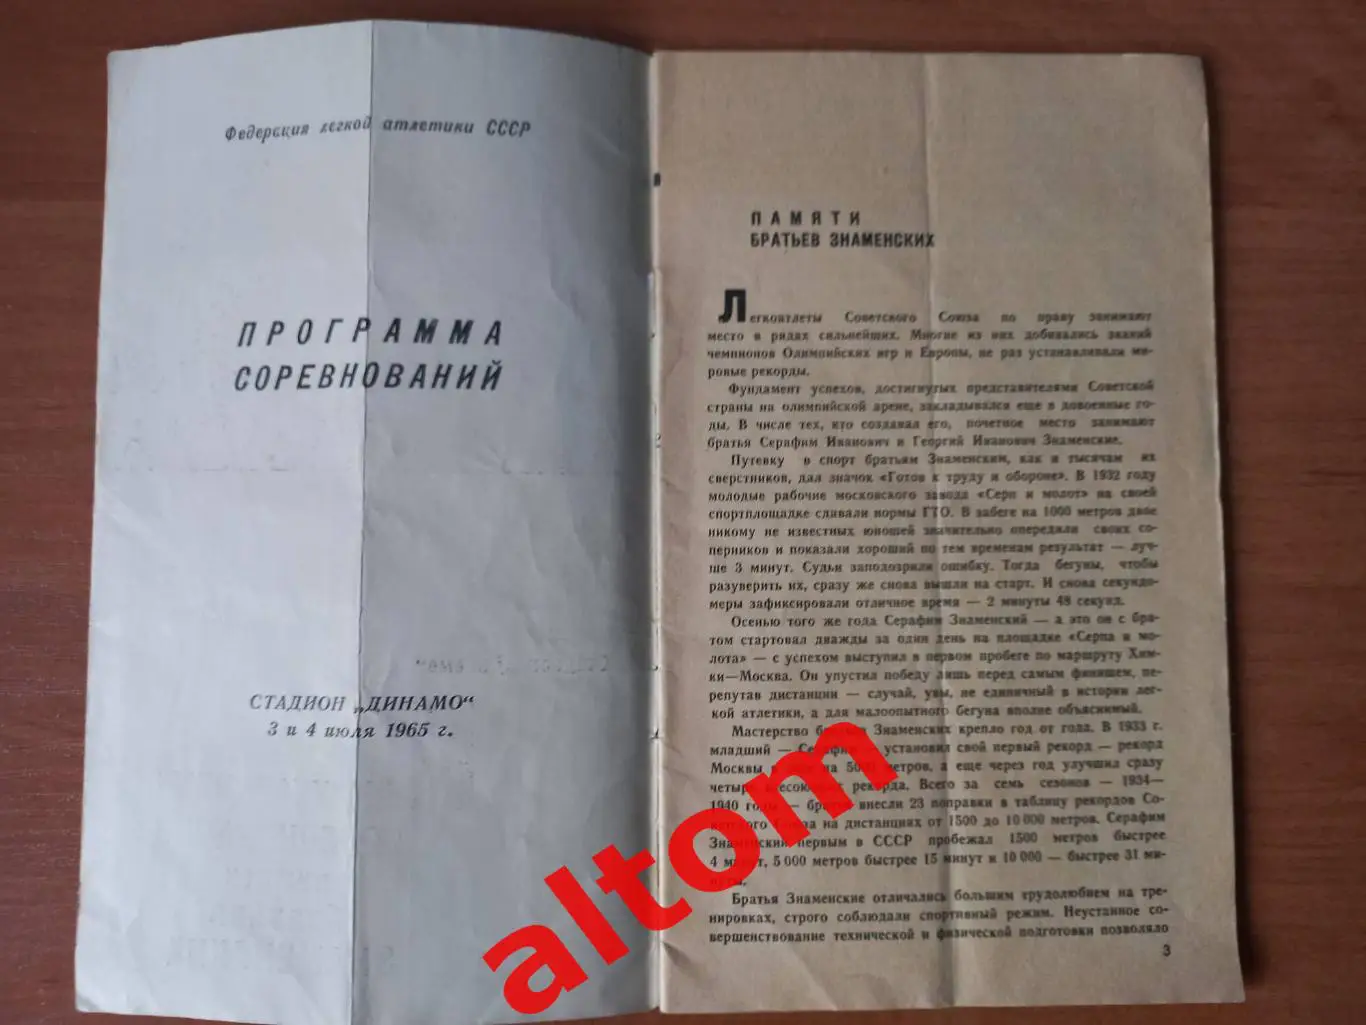 Федерация легкой атлетики СССР
ПРОГРАММА
СОРЕВНОВАНИЙ
СТАДИОН „ДИНАМО“
3 и 4 июля 1965 г.
ПАМЯТИ
БРАТЬЕВ ЗНАМЕНСКИХ
Легкоатлеты Советского Союза по праву занимают
место в рядах сильнейших. Многие из них добивались званий
чемпионов Олимпийских игр и Европы, не раз устанавливали ми-
ровые рекорды.
Фундамент успехов, достигнутых представителями Советской
страны на олимпийской арене, закладывался еще в довоенные го-
ды. В числе тех, кто создавал его, почетное место занимают
братья Серафим Иванович и Георгий Иванович Знаменские.
Путевку в спорт братьям Знаменским, как и тысячам их
сверстников, дал значок «Готов к труду и обороне». В 1932 году
молодые рабочие московского завода «Серп и молот» на своей
спортплощадке сдавали нормы ГТО. В забеге на 1000 метров двое
никому не известных юношей значительно опередили своих со-
перников и показали хороший по тем временам результат — луч-
ше 3 минут. Судьи заподозрили ошибку. Тогда бегуны, чтобы
разуверить их, сразу же снова вышли на старт. И снова секундо-
меры зафиксировали отличное время — 2 минуты 48 секунд.
Осенью того же года Серафим Знаменский — а это он с бра-
том стартовал дважды за один день на площадке «Серпа и мо-
лота» — с успехом выступил в первом пробеге по маршруту Хим-
ки—Москва. Он упустил победу лишь перед самым финишем, пе-
репутав дистанции — случай, увы, не единичный в истории лег-
кой атлетики, а для малоопытного бегуна вполне объяснимый.
Мастерство братьев Знаменских крепло год от года. В 1933 г.
младший — Серафим — установил свой первый рекорд — рекорд
Москвы в беге на 5000 метров, а еще через год улучшил сразу
четыре всесоюзных рекорда. Всего за семь сезонов — 1934—
1940 годы — братья внесли 23 поправки в таблицу рекордов Со-
ветского Союза на дистанциях от 1500 до 10 000 метров. Серафим
Знаменский первым в СССР пробежал 1500 метров быстрее
4 минут, 5 000 метров быстрее 15 минут и 10 000 — быстрее 31 ми-
нуты.
Братья Знаменские отличались большим трудолюбием на тре-
нировках, строго соблюдали спортивный режим. Неустанное со-
вершенствование технической и физической подготовки позволяло
3
altom